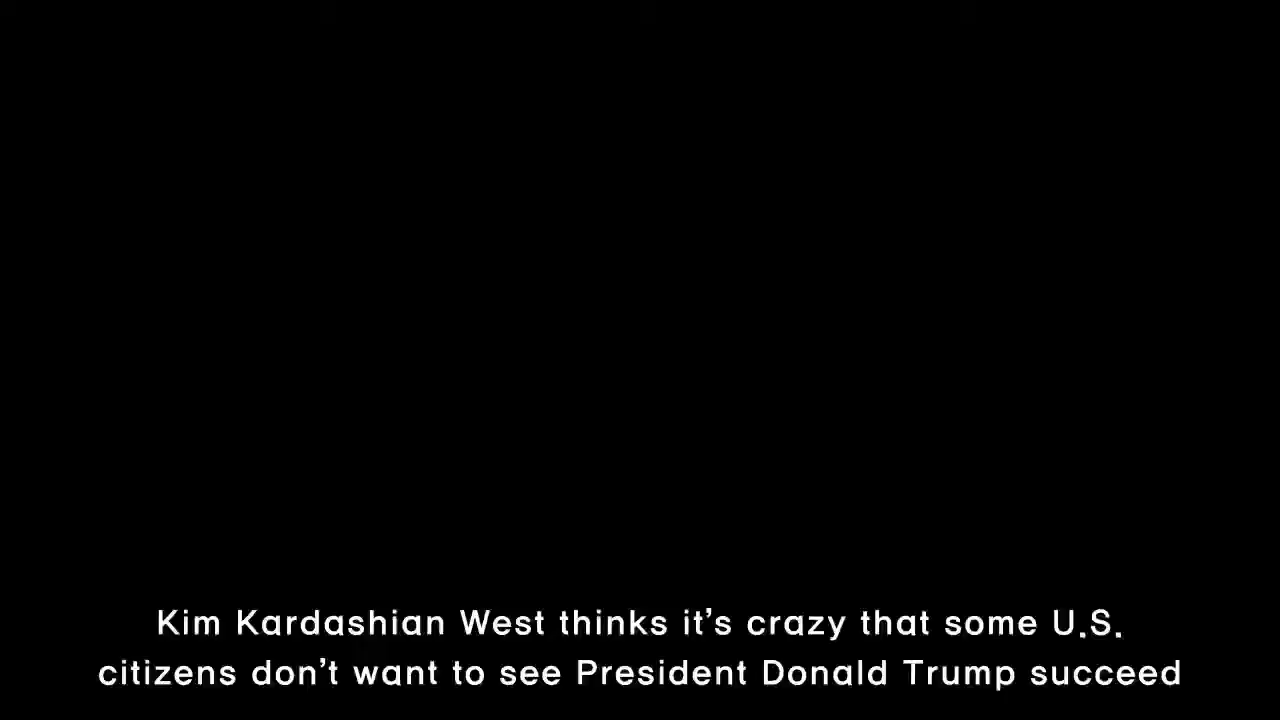 Kim Kardashian West thinks it’s crazy that some U.S.
citizens don’t want to see President Donald Trump succeed